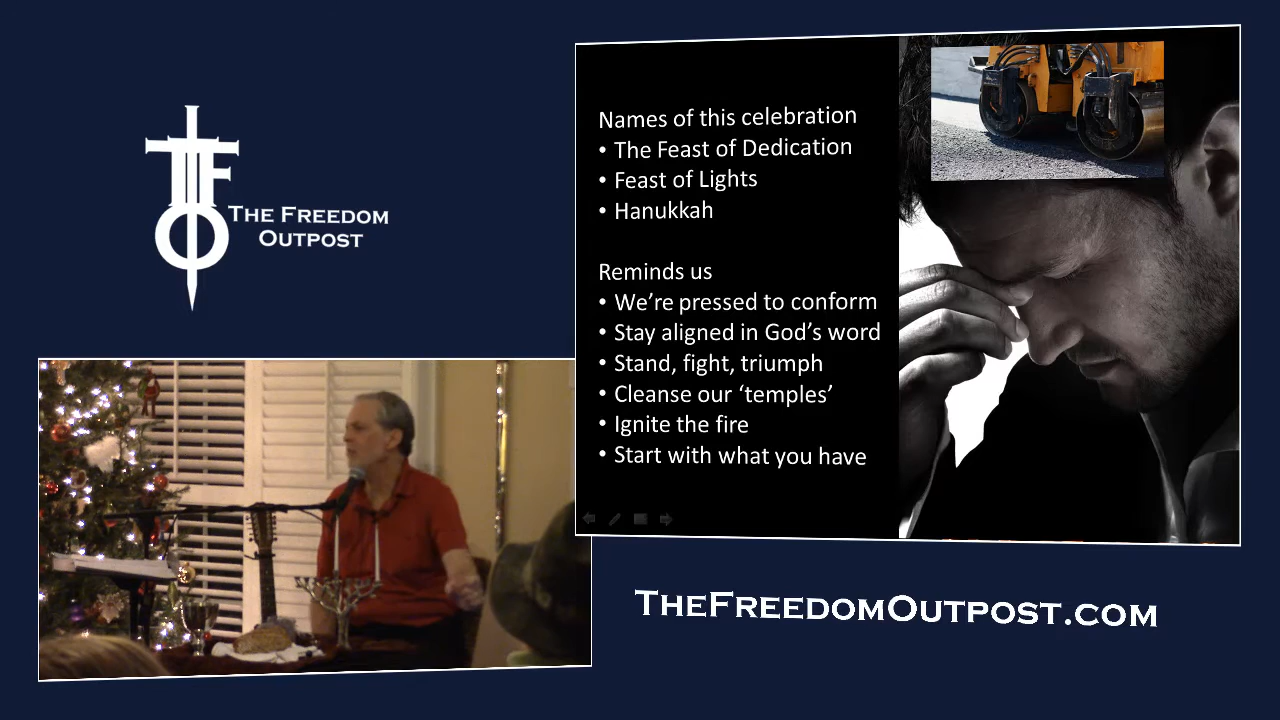 The Freedom
Outpost
Names of this celebration
• The Feast of Dedication
• Feast of Lights
• Hanukkah
Reminds us
• We’re pressed to conform
• Stay aligned in God’s word
• Stand, fight, triumph
• Cleanse our ‘temples’
• Ignite the fire
• Start with what you have
TheFreedomOutpost.com